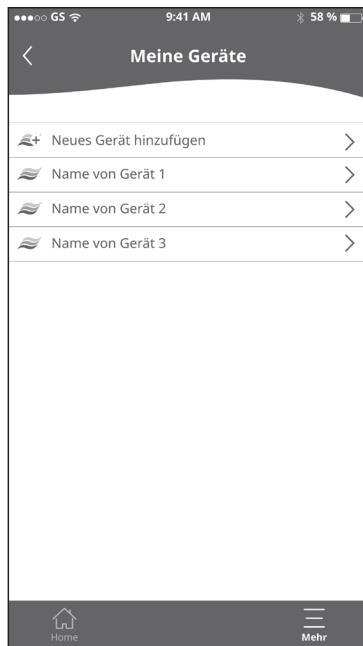 GS 9:41 AM 58 %
Meine Geräte
Neues Gerät hinzufügen
Name von Gerät 1
Name von Gerät 2
Name von Gerät 3
Home Mehr